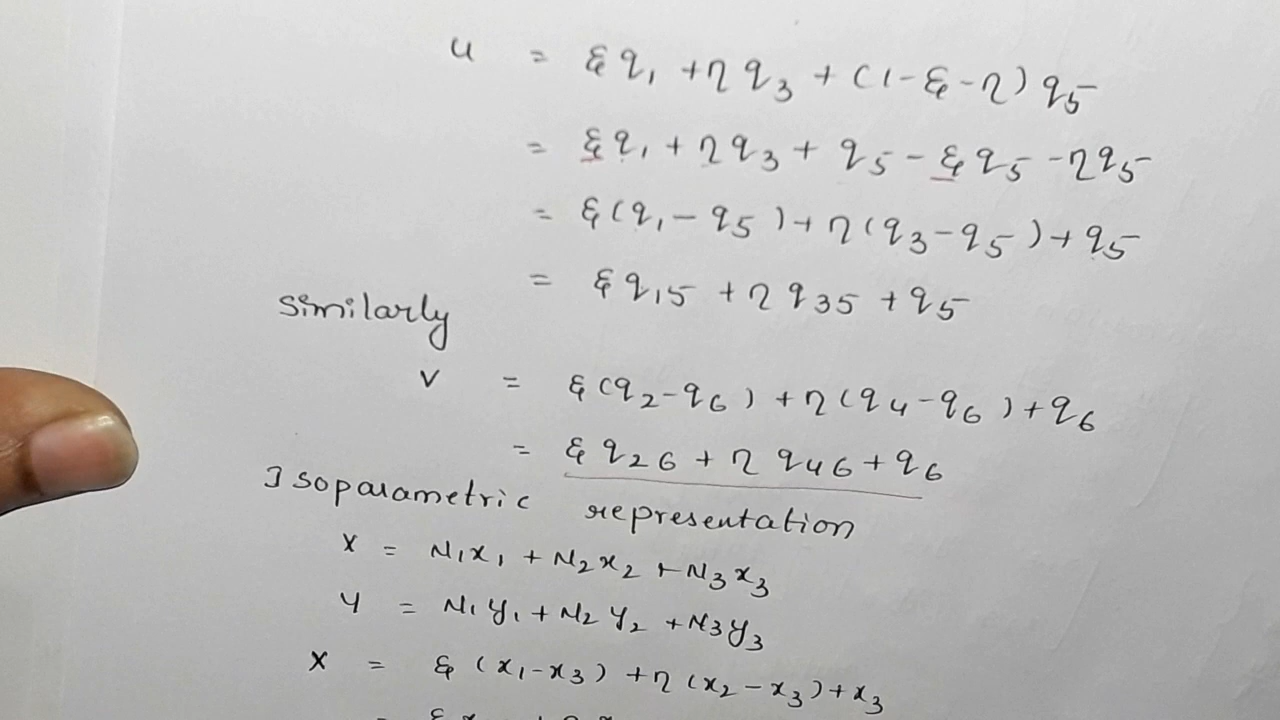 u = ξq₁ + ηq₃ + (1-ξ-η) q₅
= ξq₁ + ηq₃ + q₅ - ξq₅ - ηq₅
= ξ(q₁ - q₅) + η(q₃ - q₅) + q₅
= ξq₁₅ + ηq₃₅ + q₅
Similarly
v = ξ(q₂-q₆) + η(q₄-q₆) + q₆
= ξq₂₆ + ηq₄₆ + q₆
Isoparametric representation
x = N₁x₁ + N₂x₂ + N₃x₃
y = N₁y₁ + N₂y₂ + N₃y₃
x = ξ(x₁-x₃) + η(x₂-x₃) + x₃